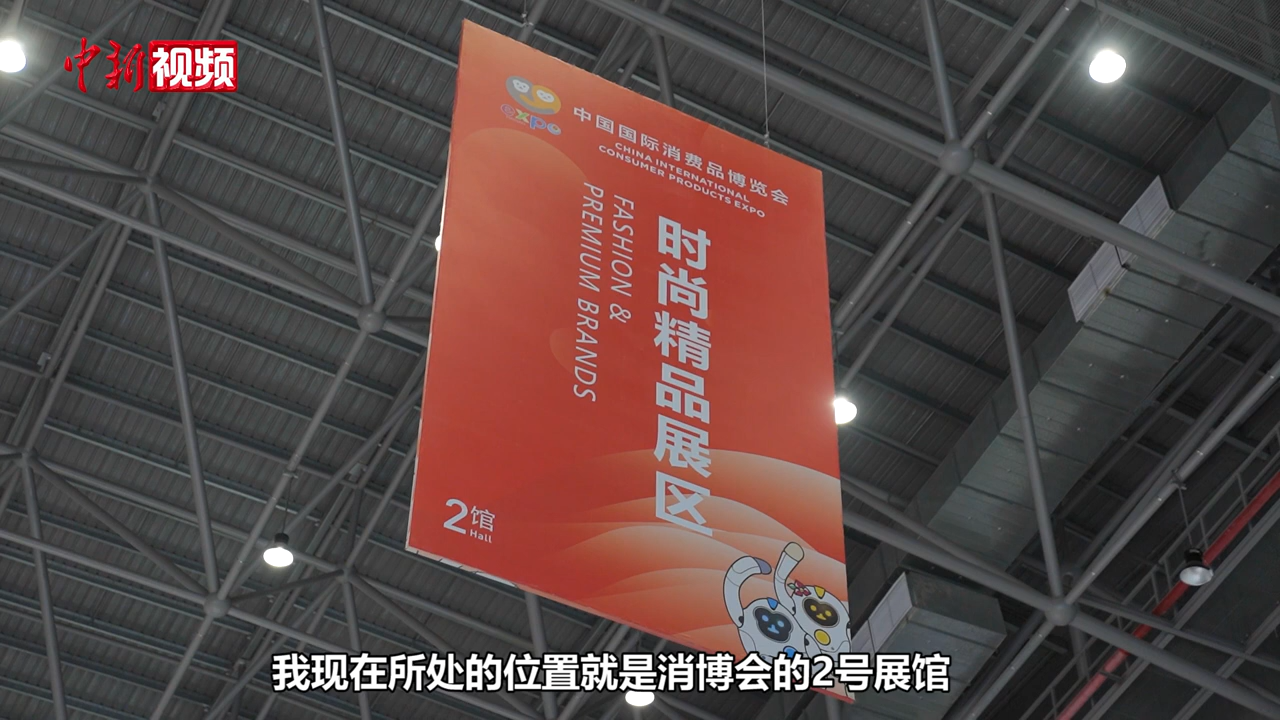 中新视频
expo
中国国际消费品博览会
CHINA INTERNATIONAL
CONSUMER PRODUCTS EXPO
时尚精品展区
FASHION &
PREMIUM BRANDS
2馆
Hall
我现在所处的位置就是消博会的2号展馆